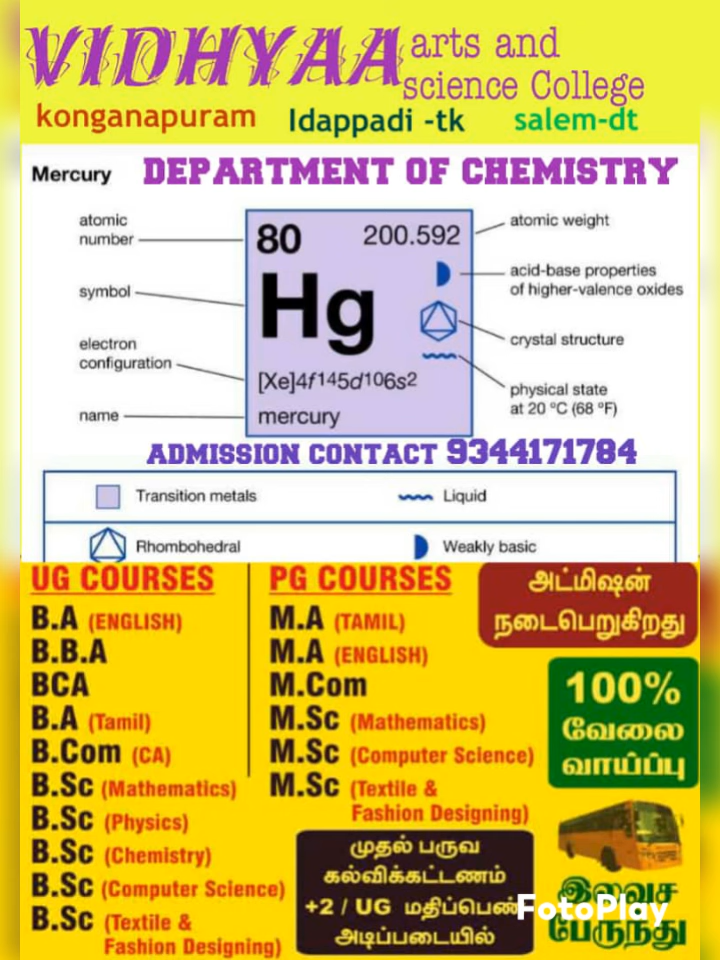 VIDHYAA arts and
science College
konganapuram Idappadi -tk salem-dt
Mercury DEPARTMENT OF CHEMISTRY
atomic
number
symbol
electron
configuration
name
80 200.592
Hg
[Xe]4f145d106s2
mercury
atomic weight
acid-base properties
of higher-valence oxides
crystal structure
physical state
at 20 °C (68 °F)
ADMISSION CONTACT 9344171784
Transition metals Liquid
Rhombohedral Weakly basic
UG COURSES
B.A (ENGLISH)
B.B.A
BCA
B.A (Tamil)
B.Com (CA)
B.Sc (Mathematics)
B.Sc (Physics)
B.Sc (Chemistry)
B.Sc (Computer Science)
B.Sc (Textile &
Fashion Designing)
PG COURSES
M.A (TAMIL)
M.A (ENGLISH)
M.Com
M.Sc (Mathematics)
M.Sc (Computer Science)
M.Sc (Textile &
Fashion Designing)
அட்மிஷன்
நடைபெறுகிறது
100%
வேலை
வாய்ப்பு
முதல் பருவ
கல்விக்கட்டணம்
+2 / UG மதிப்பெண்
அடிப்படையில்
இலவச
பேருந்து
FotoPlay